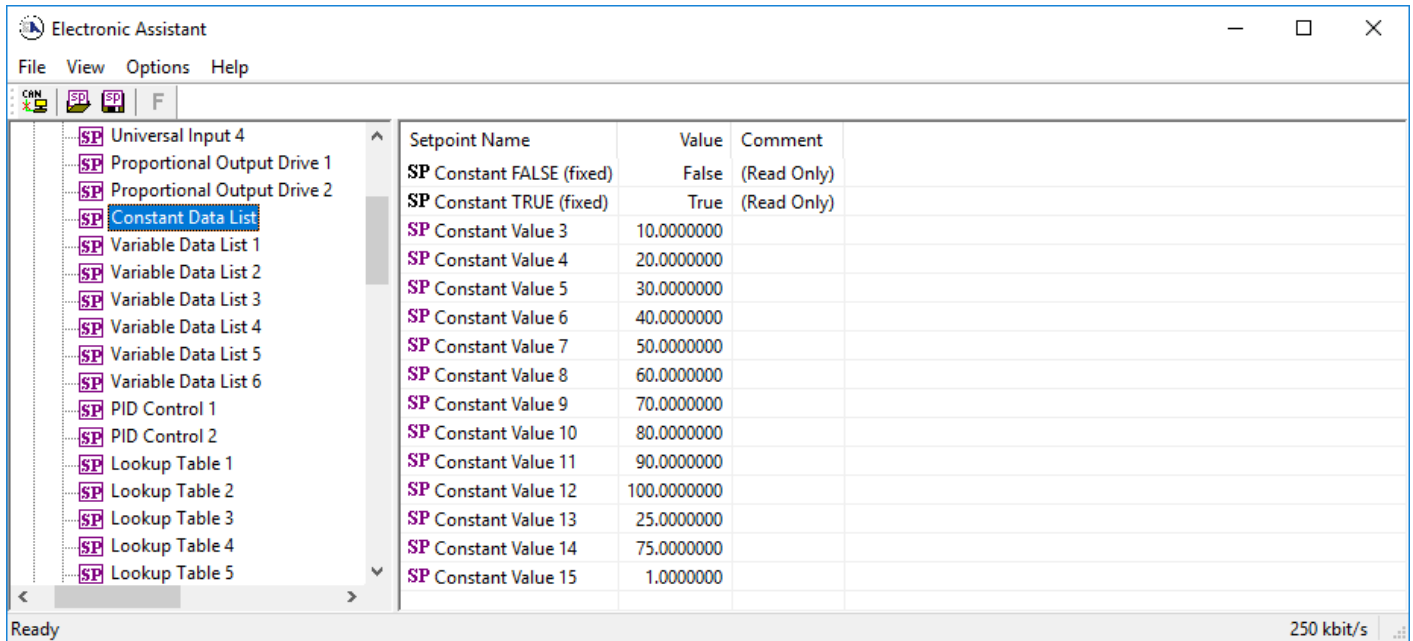 Electronic Assistant
File View Options Help
CAN SP SP F
SP Universal Input 4
SP Proportional Output Drive 1
SP Proportional Output Drive 2
SP Constant Data List
SP Variable Data List 1
SP Variable Data List 2
SP Variable Data List 3
SP Variable Data List 4
SP Variable Data List 5
SP Variable Data List 6
SP PID Control 1
SP PID Control 2
SP Lookup Table 1
SP Lookup Table 2
SP Lookup Table 3
SP Lookup Table 4
SP Lookup Table 5
Setpoint Name Value Comment
SP Constant FALSE (fixed) False (Read Only)
SP Constant TRUE (fixed) True (Read Only)
SP Constant Value 3 10.0000000
SP Constant Value 4 20.0000000
SP Constant Value 5 30.0000000
SP Constant Value 6 40.0000000
SP Constant Value 7 50.0000000
SP Constant Value 8 60.0000000
SP Constant Value 9 70.0000000
SP Constant Value 10 80.0000000
SP Constant Value 11 90.0000000
SP Constant Value 12 100.0000000
SP Constant Value 13 25.0000000
SP Constant Value 14 75.0000000
SP Constant Value 15 1.0000000
Ready 250 kbit/s